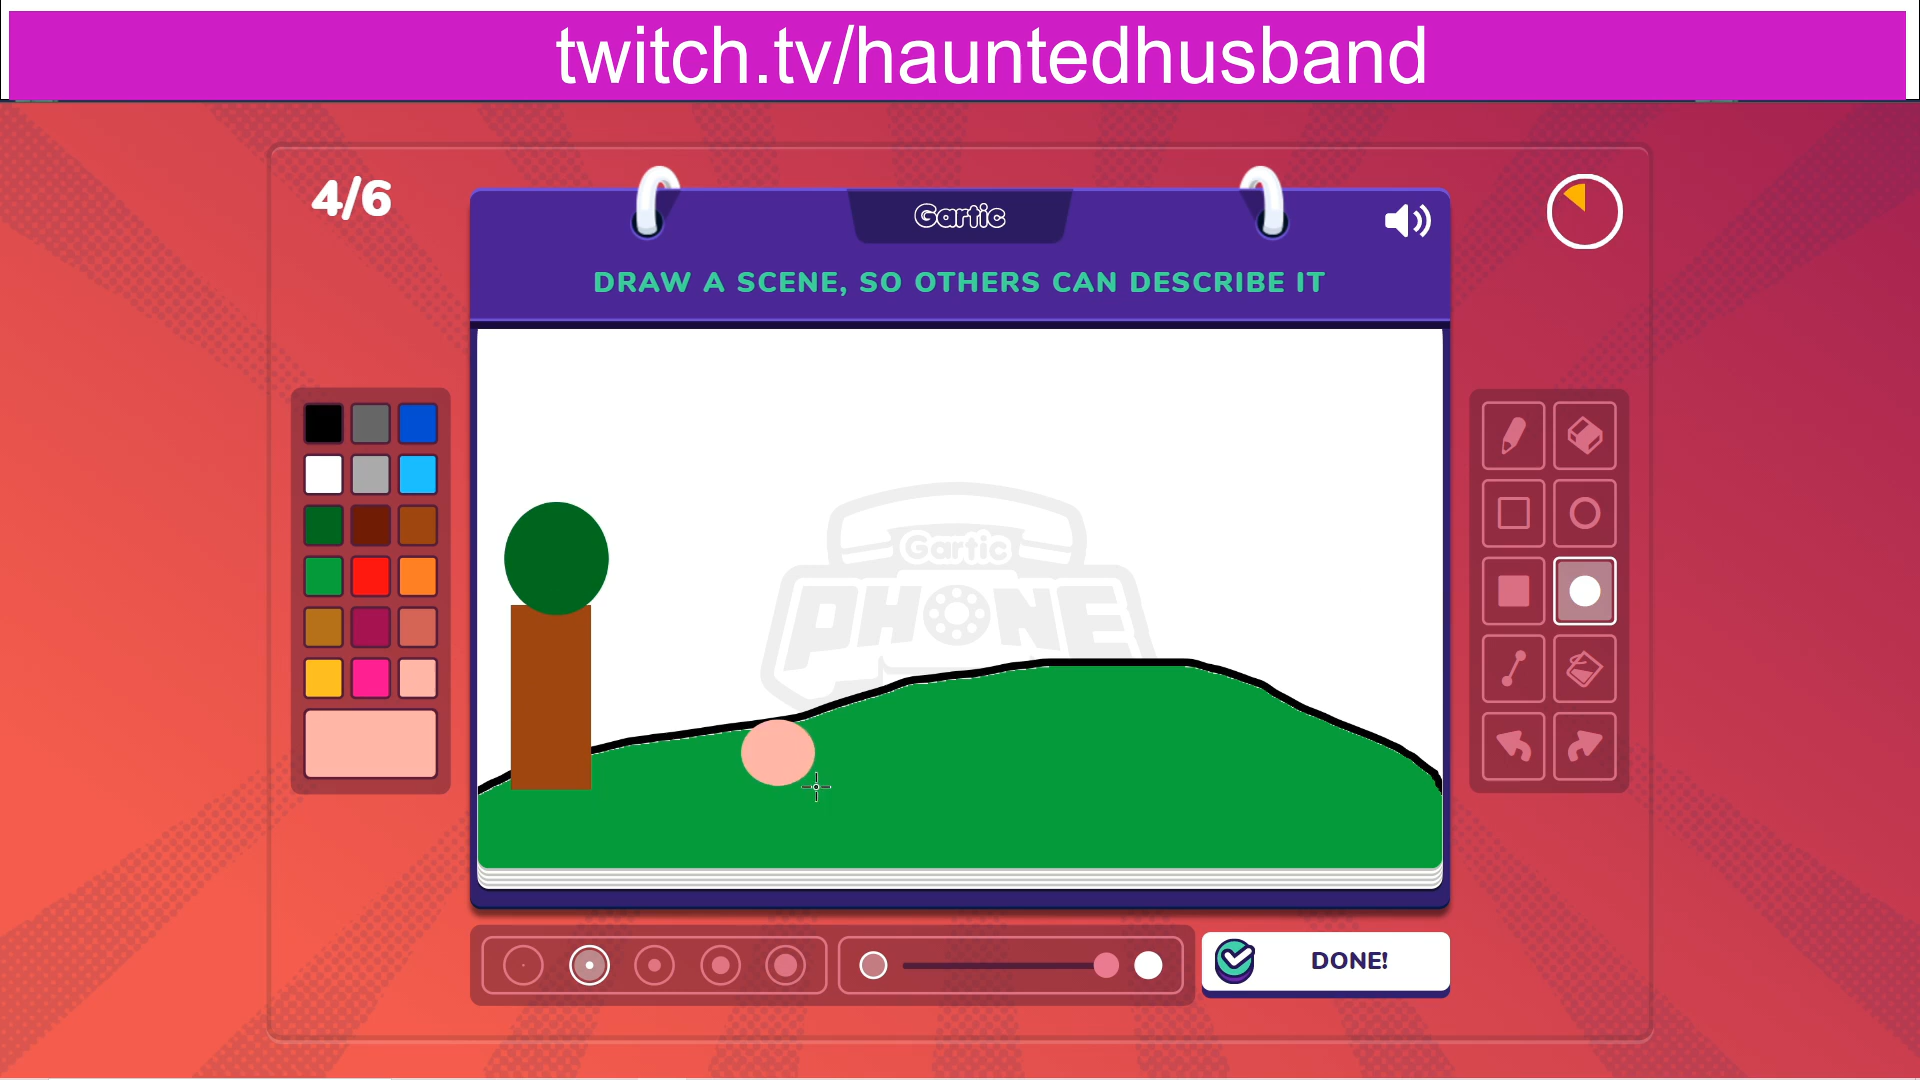 twitch.tv/hauntedhusband
4/6
Gartic
DRAW A SCENE, SO OTHERS CAN DESCRIBE IT
Gartic
PHONE
DONE!